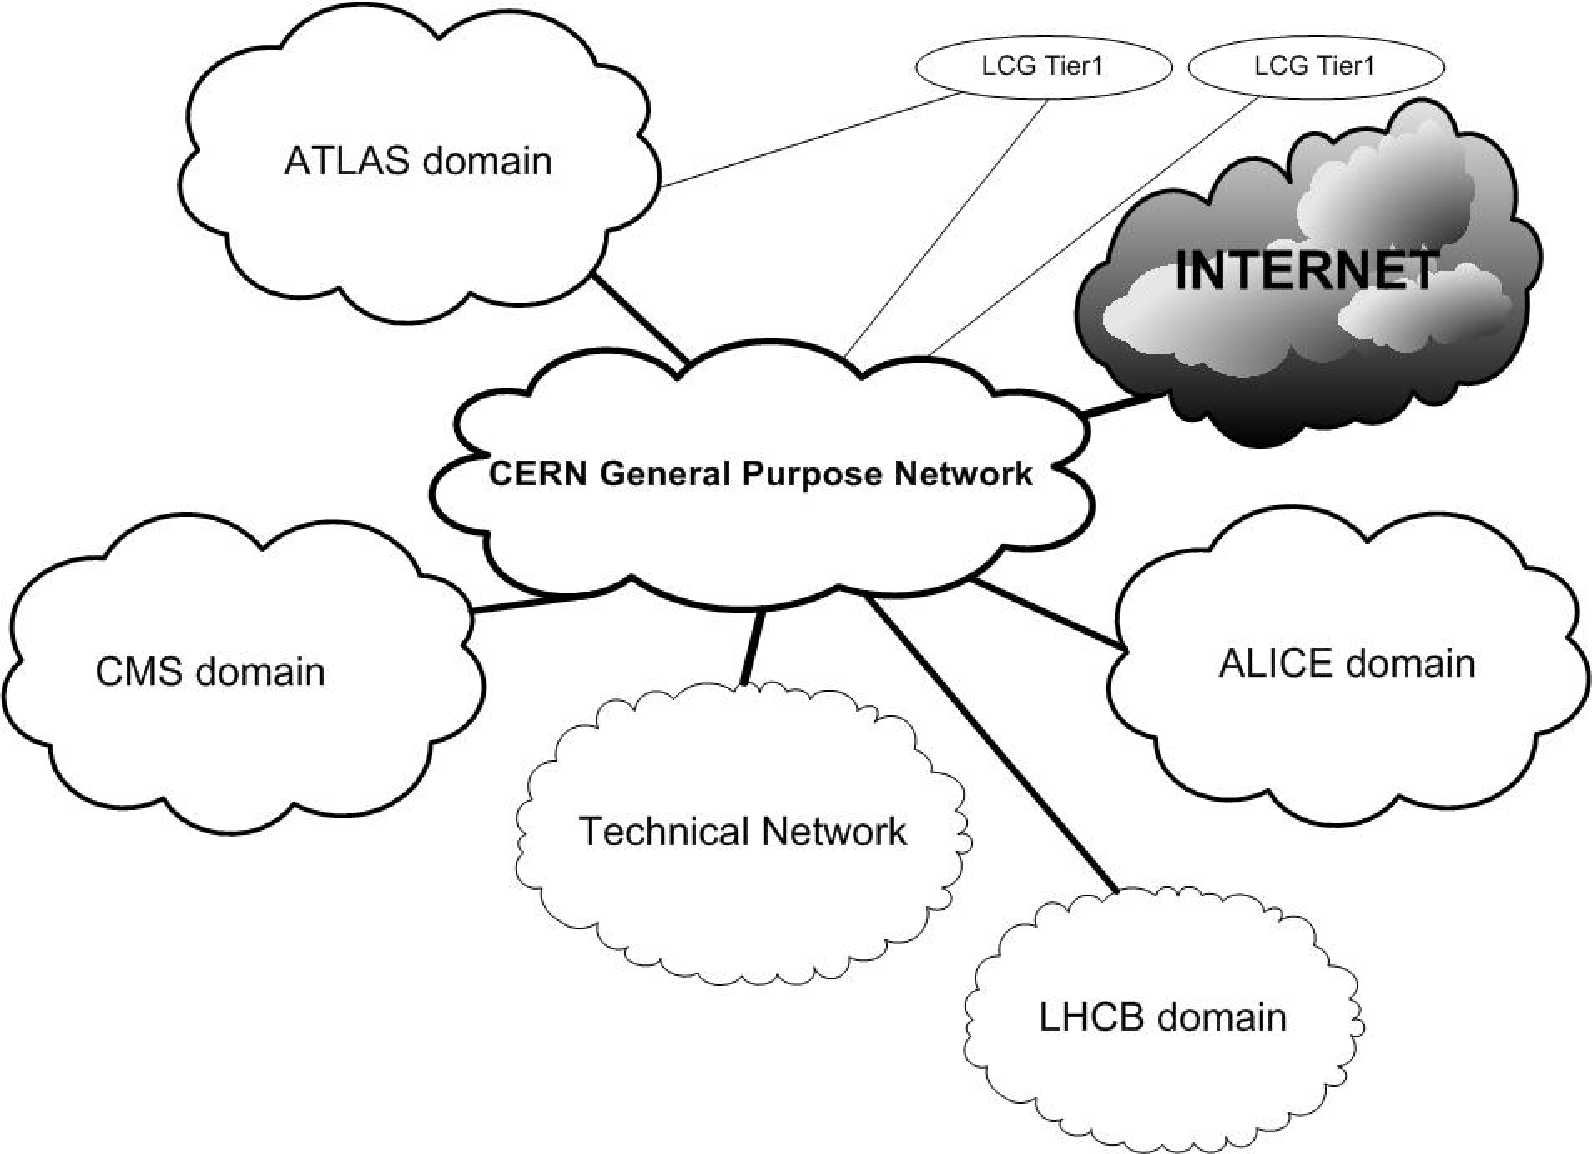 LCG Tier1
LCG Tier1
ATLAS domain
INTERNET
CERN General Purpose Network
CMS domain
ALICE domain
Technical Network
LHCB domain